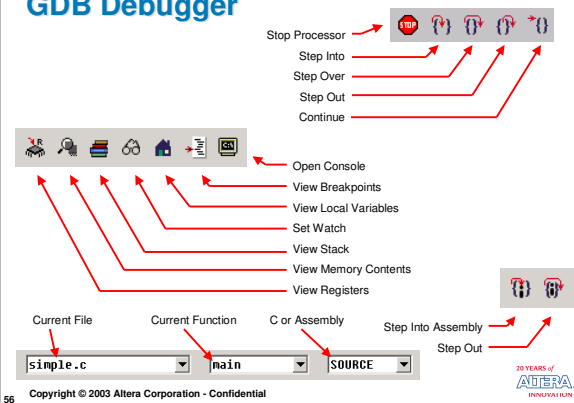 GDB Debugger
Stop Processor
STOP
Step Into
Step Over
Step Out
Continue
R
C:\
Open Console
View Breakpoints
View Local Variables
Set Watch
View Stack
View Memory Contents
View Registers
Current File
Current Function
C or Assembly
Step Into Assembly
Step Out
simple.c
main
SOURCE
20 YEARS of
ALTERA
INNOVATION
56
Copyright © 2003 Altera Corporation - Confidential